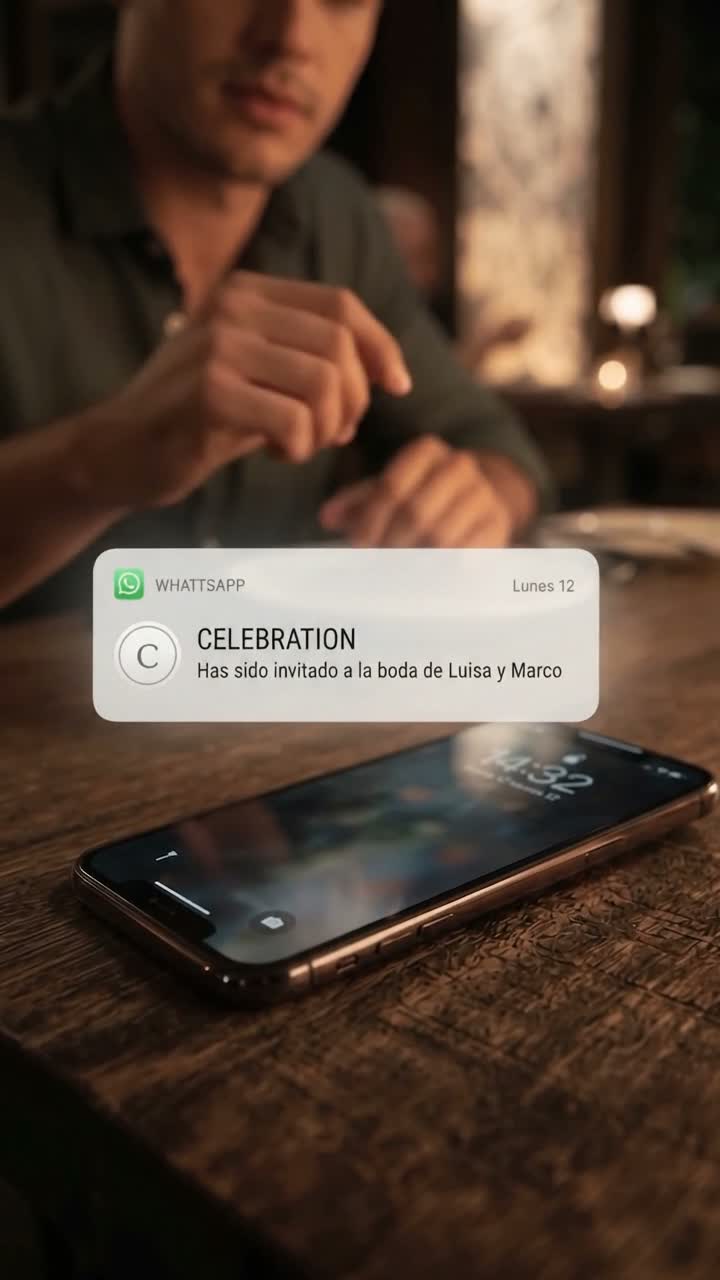 WHATTSAPP
Lunes 12
CELEBRATION
C
Has sido invitado a la boda de Luisa y Marco
14:32